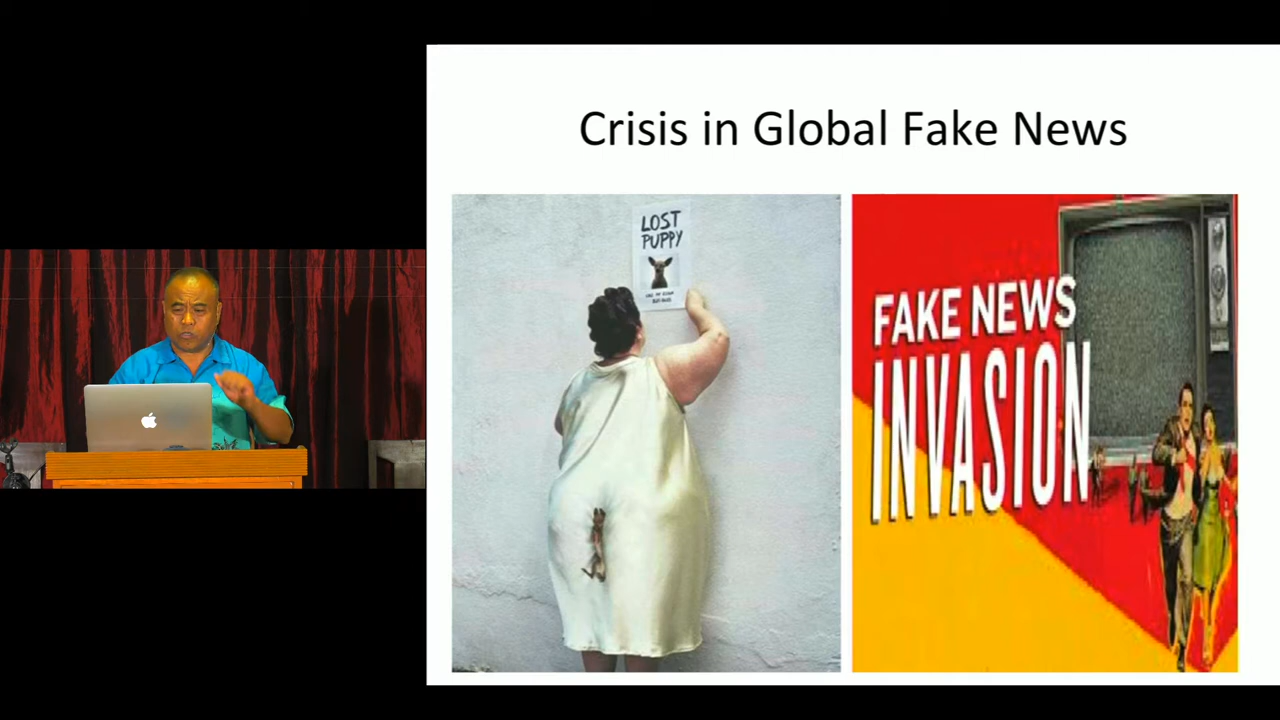 Crisis in Global Fake News
LOST
PUPPY
FAKE NEWS
INVASION